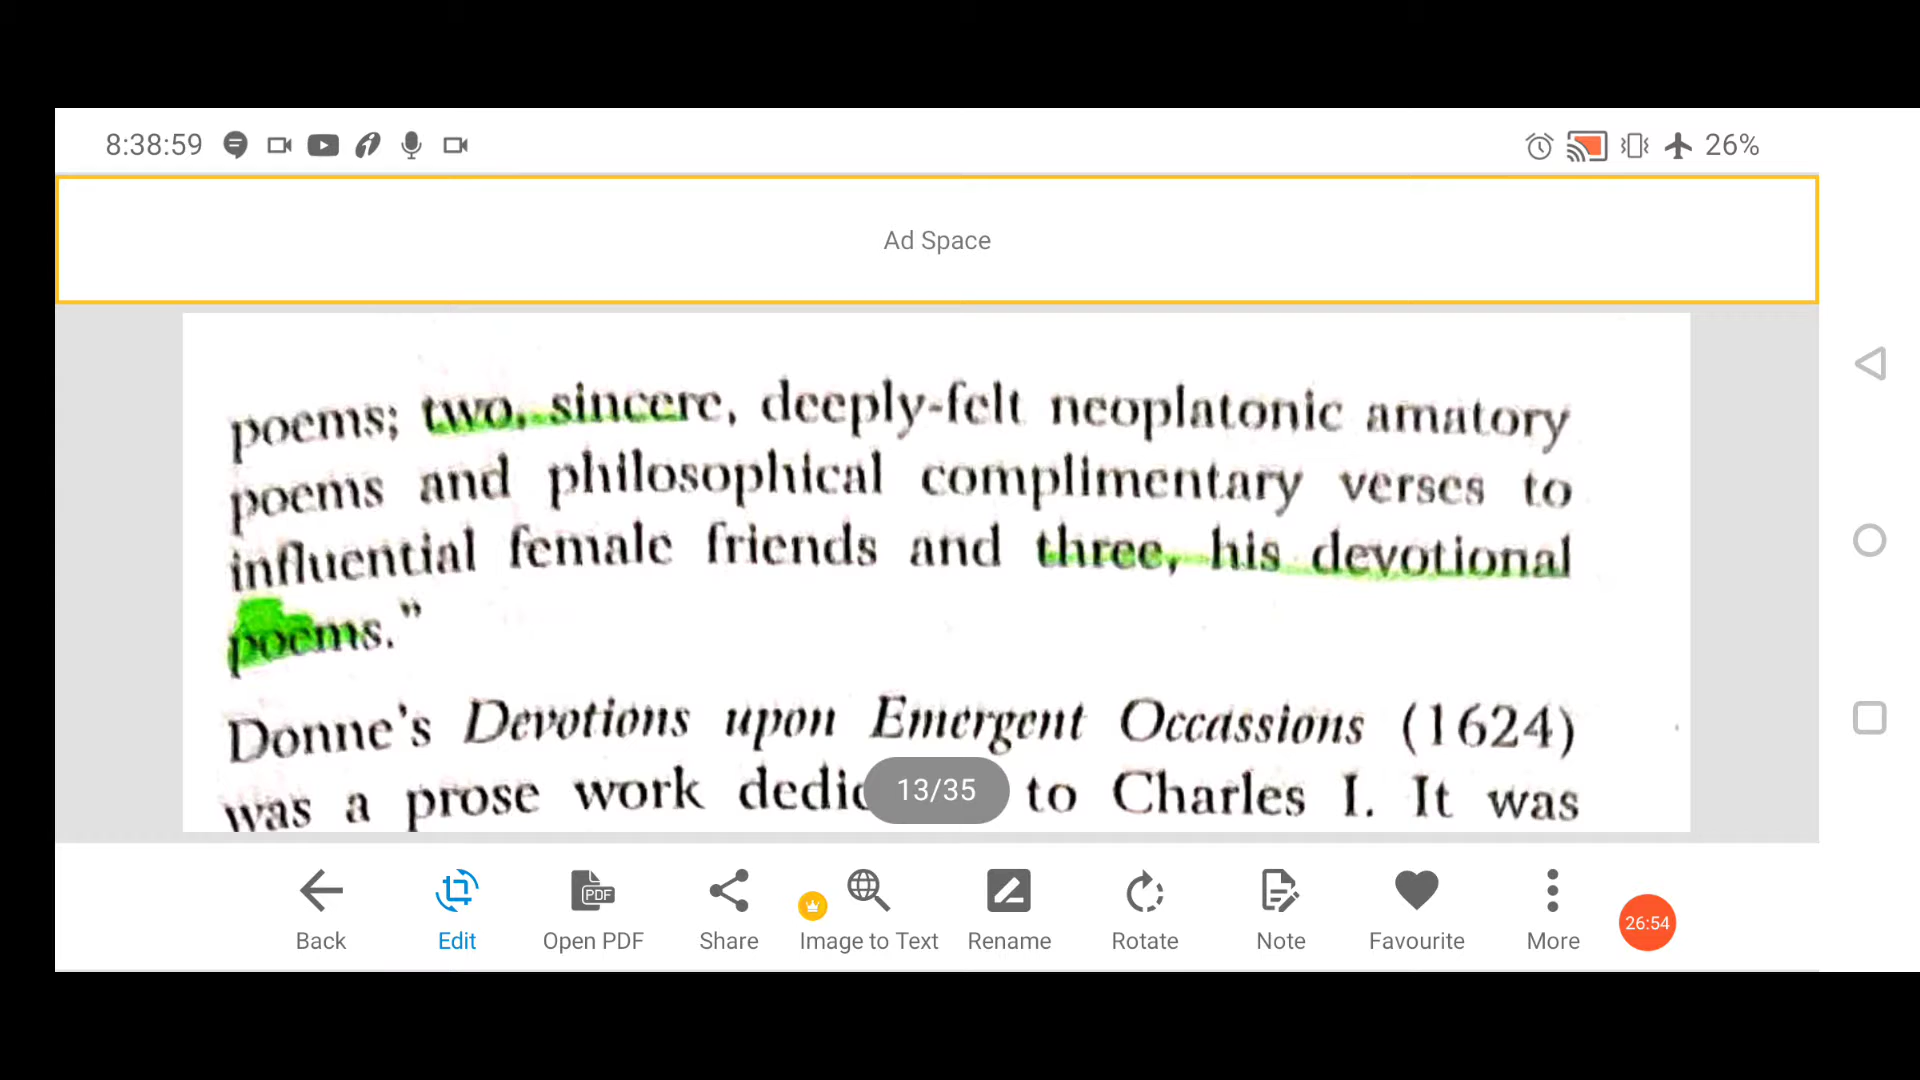 8:38:59
26%
Ad Space
poems; two, sincere, deeply-felt neoplatonic amatory
poems and philosophical complimentary verses to
influential female friends and three, his devotional
poems.”
Donne's Devotions upon Emergent Occassions (1624)
was a prose work to Charles I. It was
13/35
Back
Edit
PDF
Open PDF
Share
Image to Text
Rename
Rotate
Note
Favourite
More
26:54